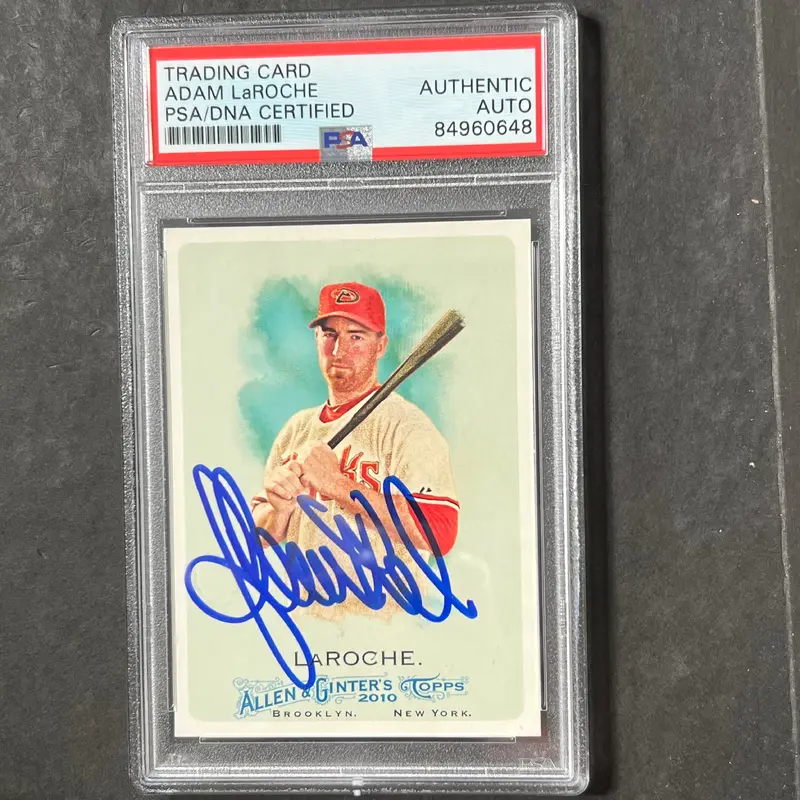 TRADING CARD
ADAM LaROCHE
PSA/DNA CERTIFIED
AUTHENTIC
AUTO
84960648
PSA
LAROCHE.
ALLEN & GINTER'S TOPPS
2010
BROOKLYN. NEW YORK.
PSA